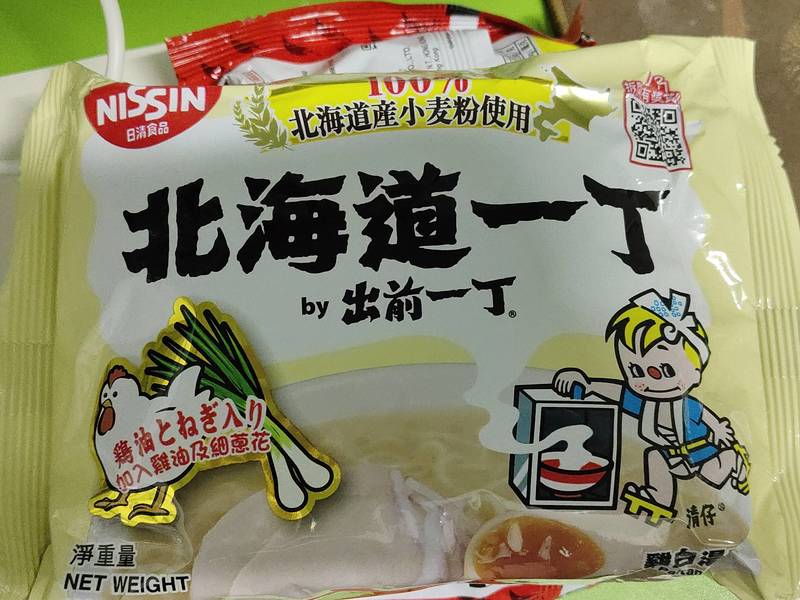 NISSIN
日清食品
100%
北海道産小麦粉使用
北海道一丁
by 出前一丁®
鶏油とねぎ入り
加入雞油及細蔥花
清仔®
淨重量
NET WEIGHT
雞白湯